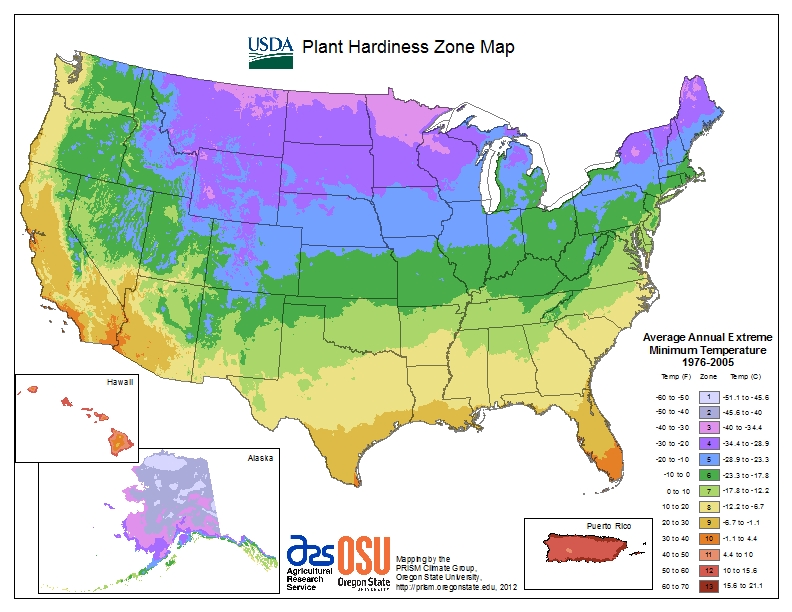 USDA Plant Hardiness Zone Map
Average Annual Extreme
Minimum Temperature
1976-2005
Temp (F) Zone Temp (C)
-60 to -50 1 -51.1 to -45.6
-50 to -40 2 -45.6 to -40
-40 to -30 3 -40 to -34.4
-30 to -20 4 -34.4 to -28.9
-20 to -10 5 -28.9 to -23.3
-10 to 0 6 -23.3 to -17.8
0 to 10 7 -17.8 to -12.2
10 to 20 8 -12.2 to -6.7
20 to 30 9 -6.7 to -1.1
30 to 40 10 -1.1 to 4.4
40 to 50 11 4.4 to 10
50 to 60 12 10 to 15.6
60 to 70 13 15.6 to 21.1
Hawaii
Alaska
Puerto Rico
ars
Agricultural
Research
Service
OSU
Oregon State
UNIVERSITY
Mapping by the
PRISM Climate Group,
Oregon State University,
http://prism.oregonstate.edu, 2012